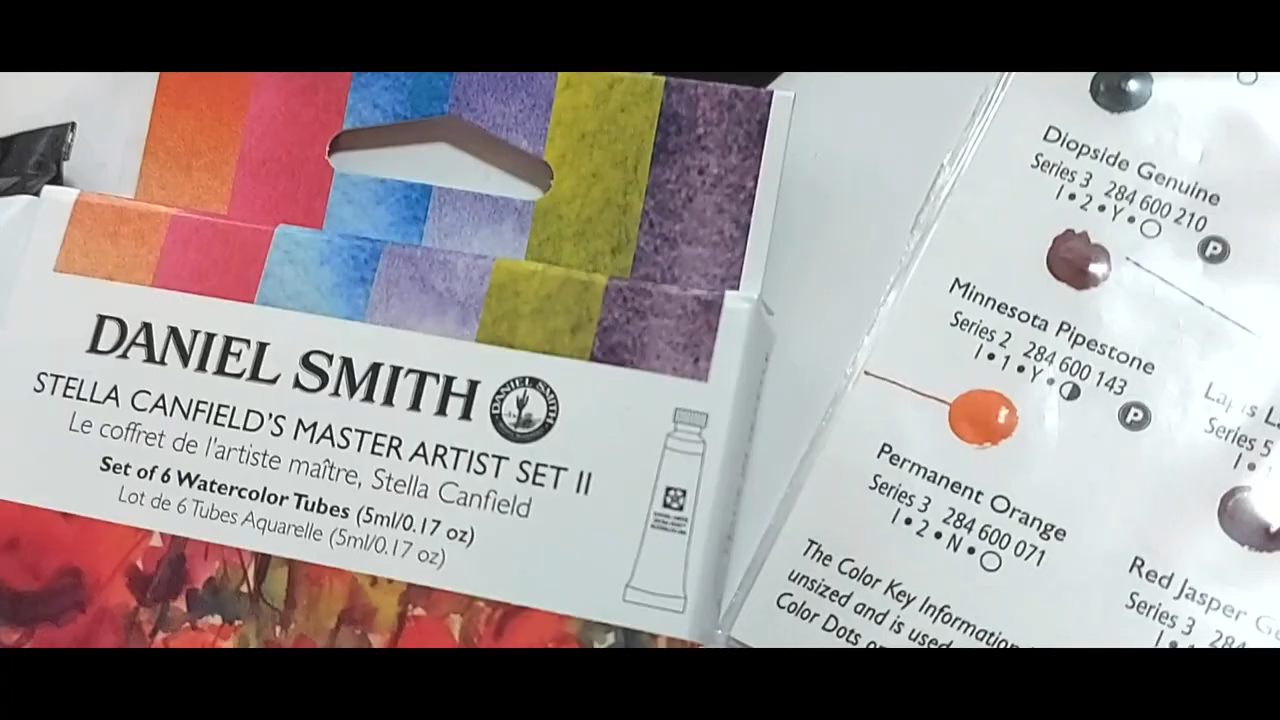 DANIEL SMITH
DANIEL SMITH
STELLA CANFIELD'S MASTER ARTIST SET II
Le coffret de l'artiste maître, Stella Canfield
Set of 6 Watercolor Tubes (5ml/0.17 oz)
Lot de 6 Tubes Aquarelle (5ml/0.17 oz)
Diopside Genuine
Series 3 284 600 210
I • 2 • Y • ○
P
Minnesota Pipestone
Series 2 284 600 143
I • 1 • Y • ◑
P
Permanent Orange
Series 3 284 600 071
I • 2 • N • ○
The Color Key Information
unsized and is used
Color Dots
Series 5
I •
Red Jasper
Series 3 284